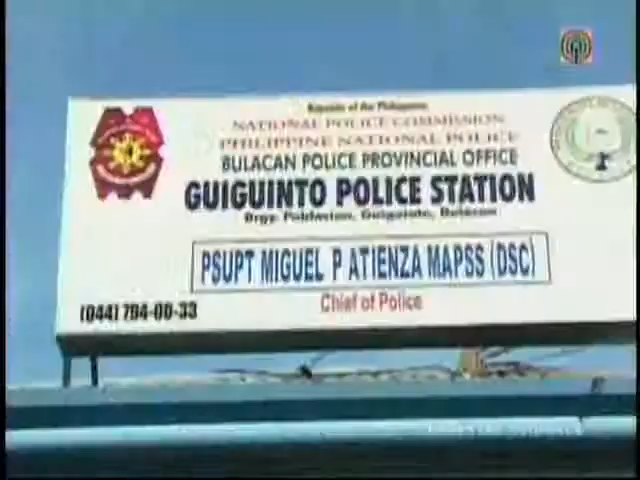 Republic of the Philippines
NATIONAL POLICE COMMISSION
PHILIPPINE NATIONAL POLICE
BULACAN POLICE PROVINCIAL OFFICE
GUIGUINTO POLICE STATION
Brgy. Poblacion, Guiguinto, Bulacan
PSUPT MIGUEL P ATIENZA MAPSS (DSC)
Chief of Police
(044) 794-00-33